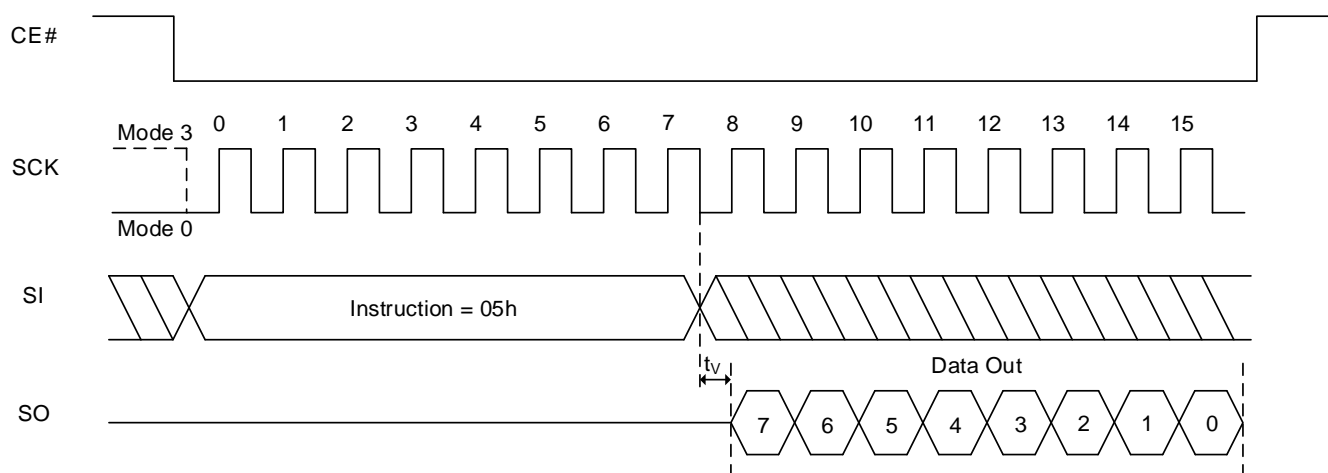 CE#
Mode 3
0 1 2 3 4 5 6 7 8 9 10 11 12 13 14 15
SCK
Mode 0
SI
Instruction = 05h
tV
Data Out
SO
7 6 5 4 3 2 1 0